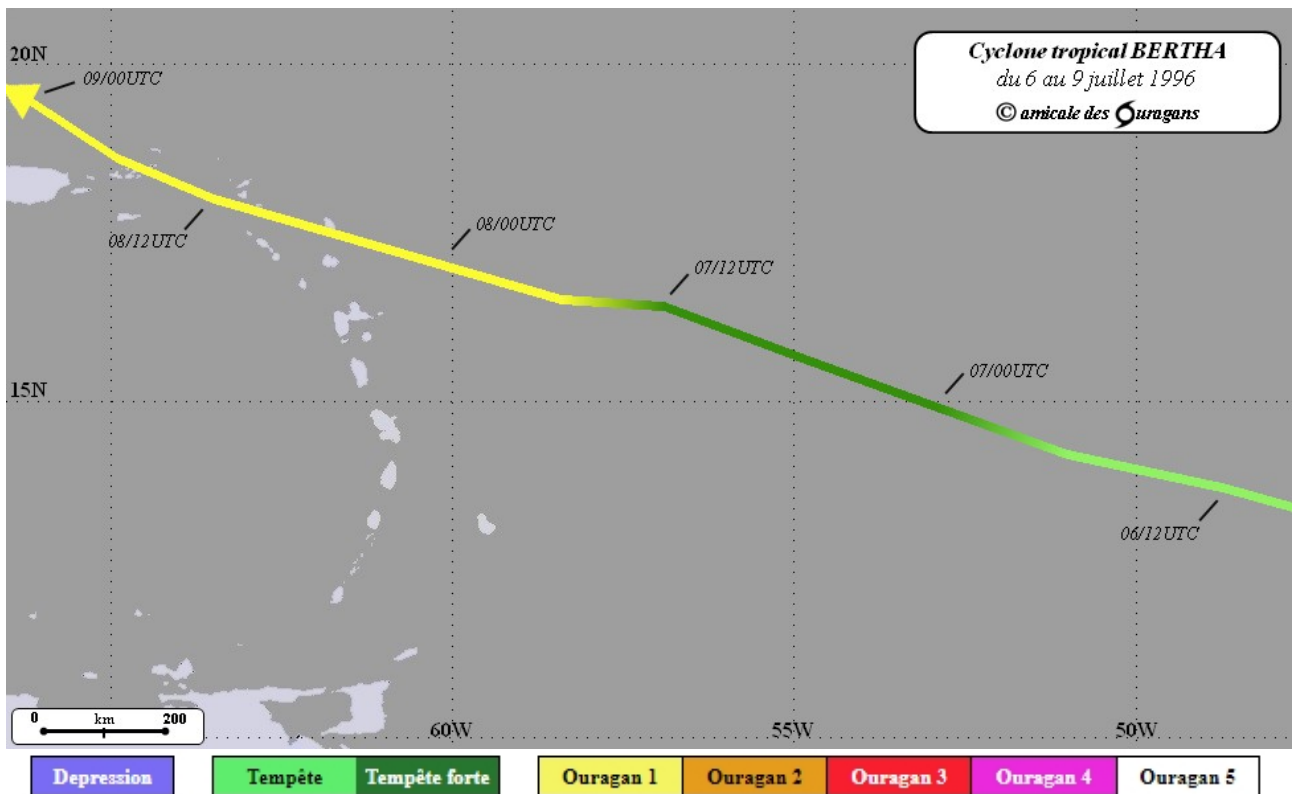 20N
09/00UTC
Cyclone tropical BERTHA
du 6 au 9 juillet 1996
© amicale des Ouragans
08/12UTC
08/00UTC
07/12UTC
15N
07/00UTC
06/12UTC
0 km 200
60W
55W
50W
Depression
Tempête
Tempête forte
Ouragan 1
Ouragan 2
Ouragan 3
Ouragan 4
Ouragan 5